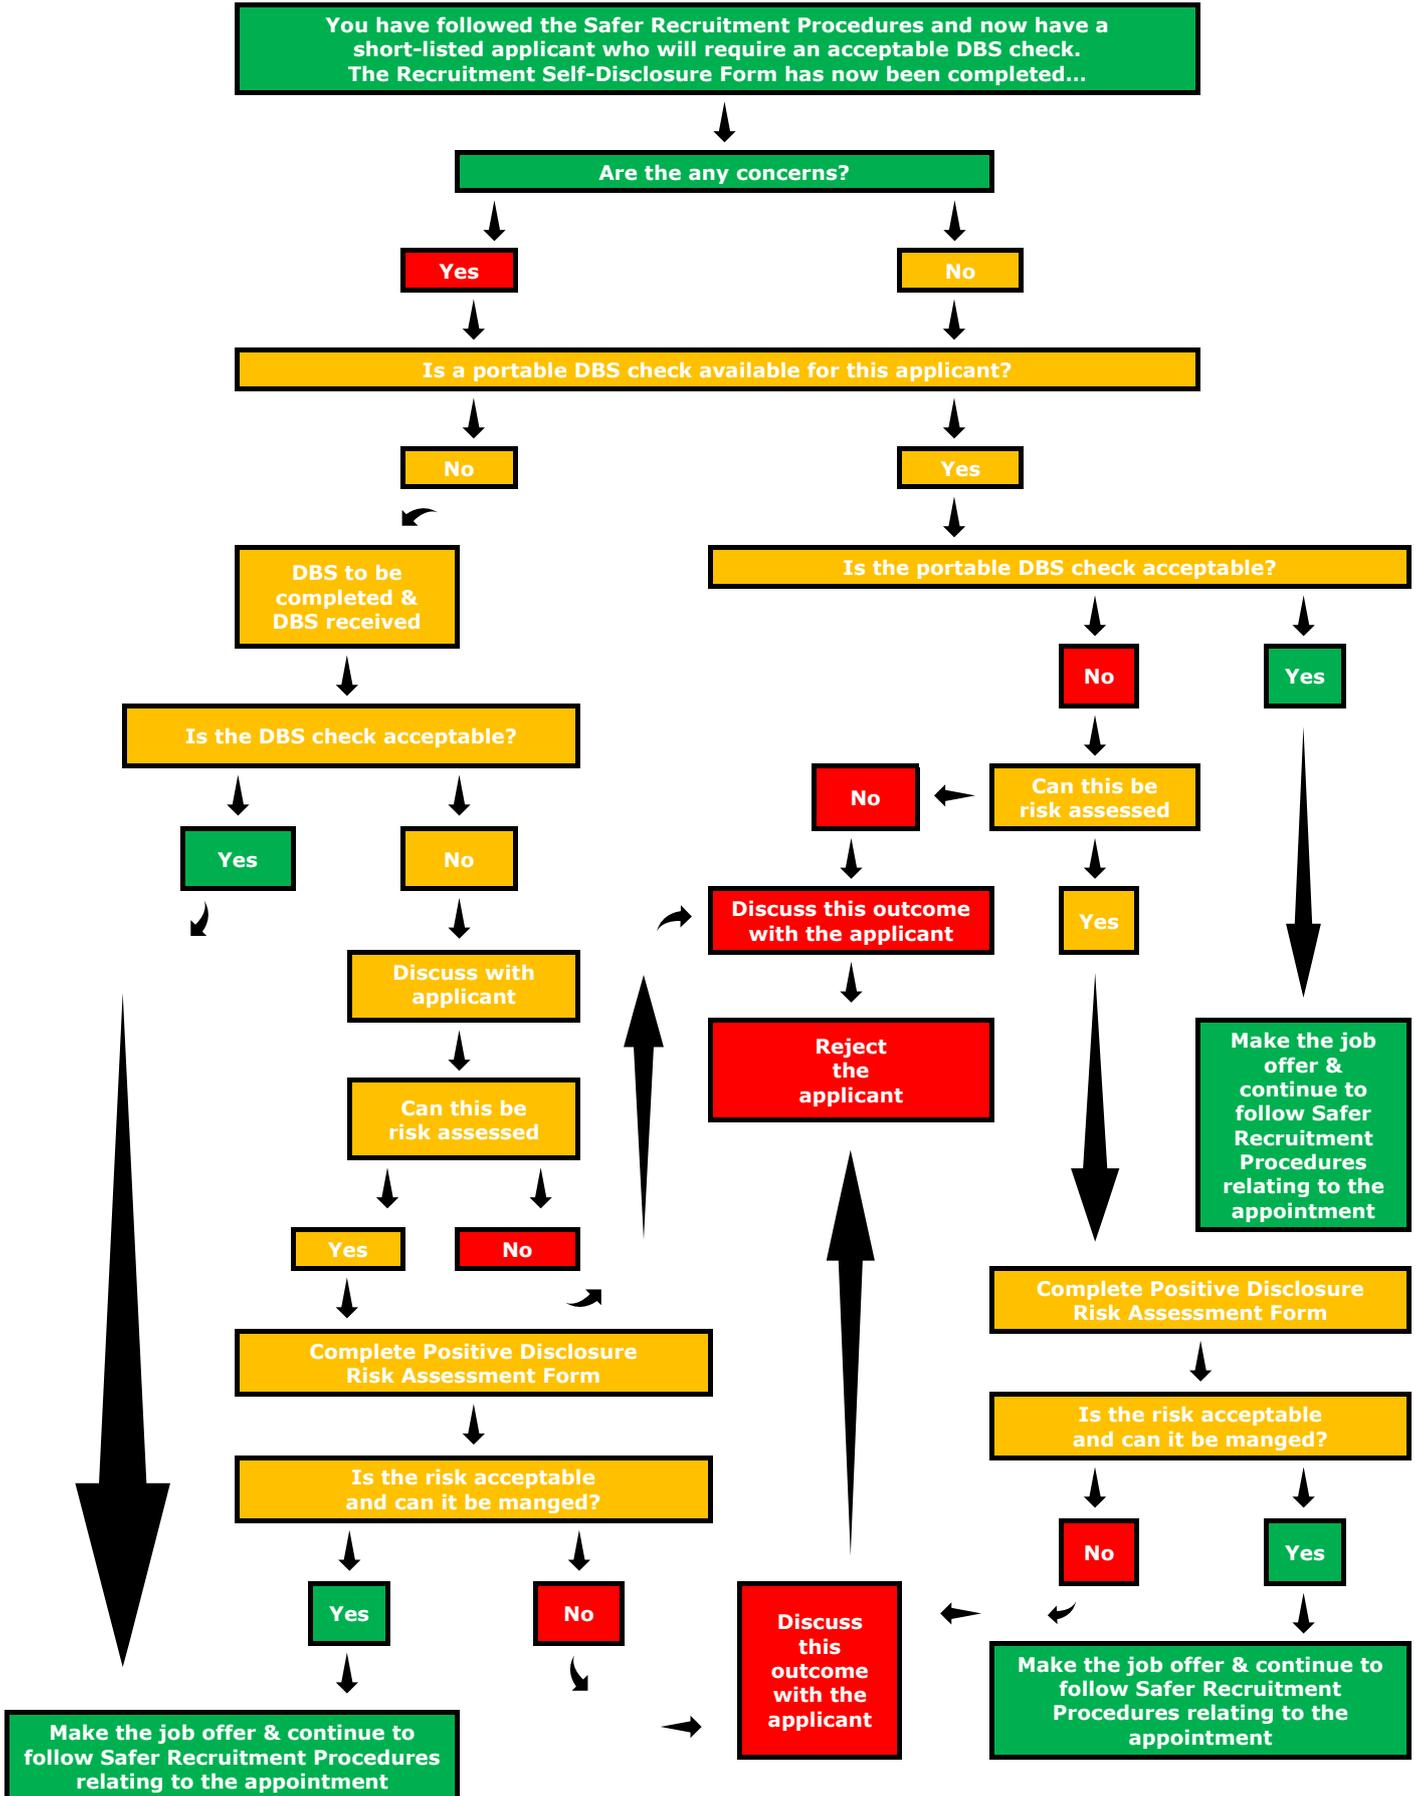 You have followed the Safer Recruitment Procedures and now have a
short-listed applicant who will require an acceptable DBS check.
The Recruitment Self-Disclosure Form has now been completed...
Are the any concerns?
Yes
No
Is a portable DBS check available for this applicant?
No
Yes
DBS to be
completed &
DBS received
Is the portable DBS check acceptable?
No
Yes
Is the DBS check acceptable?
No
Can this be
risk assessed
Yes
No
Discuss this outcome
with the applicant
Yes
Discuss with
applicant
Reject
the
applicant
Make the job
offer &
continue to
follow Safer
Recruitment
Procedures
relating to the
appointment
Can this be
risk assessed
Yes
No
Complete Positive Disclosure
Risk Assessment Form
Complete Positive Disclosure
Risk Assessment Form
Is the risk acceptable
and can it be manged?
Is the risk acceptable
and can it be manged?
No
Yes
Yes
No
Discuss
this
outcome
with the
applicant
Make the job offer & continue to
follow Safer Recruitment
Procedures relating to the
appointment
Make the job offer & continue to
follow Safer Recruitment Procedures
relating to the appointment